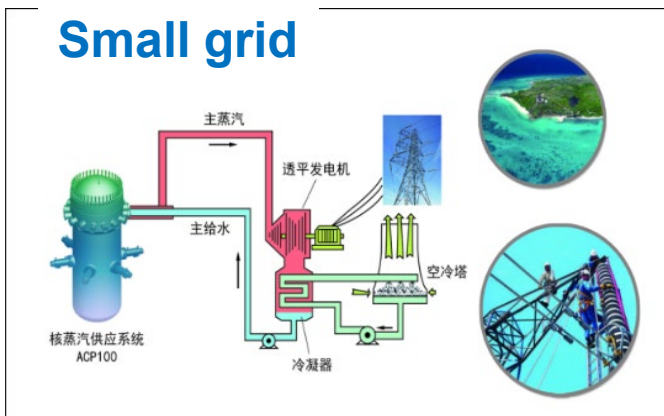 Small grid
主蒸汽
透平发电机
主给水
空冷塔
核蒸汽供应系统
ACP100
冷凝器